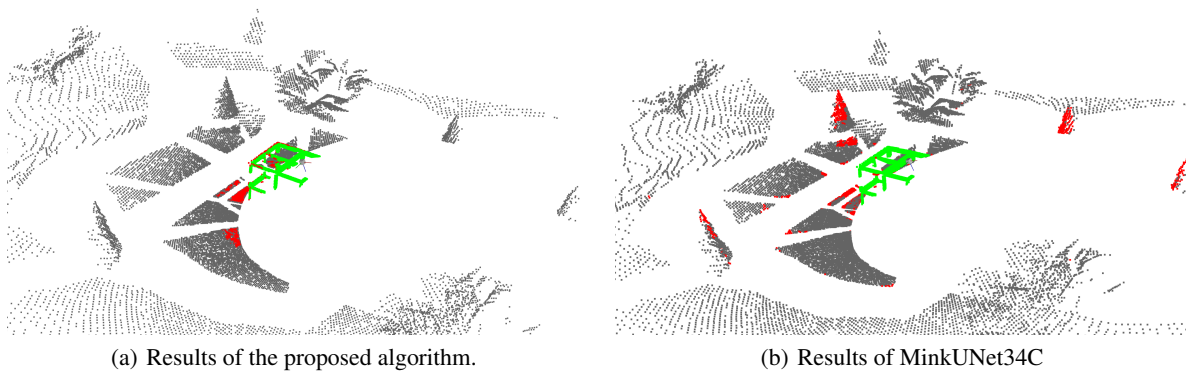 (a) Results of the proposed algorithm.
(b) Results of MinkUNet34C